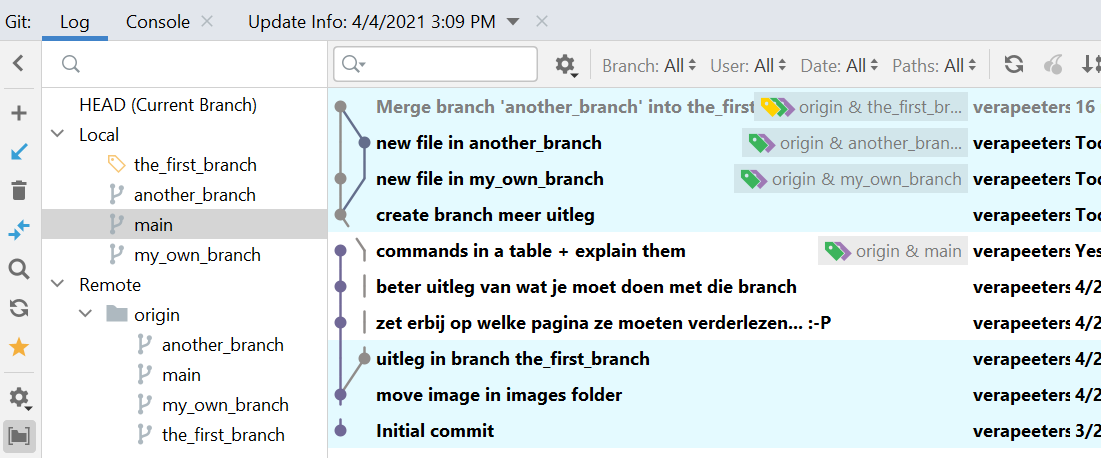 Git: Log Console Update Info: 4/4/2021 3:09 PM
Branch: All User: All Date: All Paths: All
HEAD (Current Branch)
Local
the_first_branch
another_branch
main
my_own_branch
Remote
origin
another_branch
main
my_own_branch
the_first_branch
Merge branch 'another_branch' into the_first origin & the_first_br... verapeeters 16
new file in another_branch origin & another_bran... verapeeters Toc
new file in my_own_branch origin & my_own_branch verapeeters Toc
create branch meer uitleg verapeeters Toc
commands in a table + explain them origin & main verapeeters Yes
beter uitleg van wat je moet doen met die branch verapeeters 4/2
zet erbij op welke pagina ze moeten verderlezen... :-P verapeeters 4/2
uitleg in branch the_first_branch verapeeters 4/2
move image in images folder verapeeters 4/2
Initial commit verapeeters 3/2